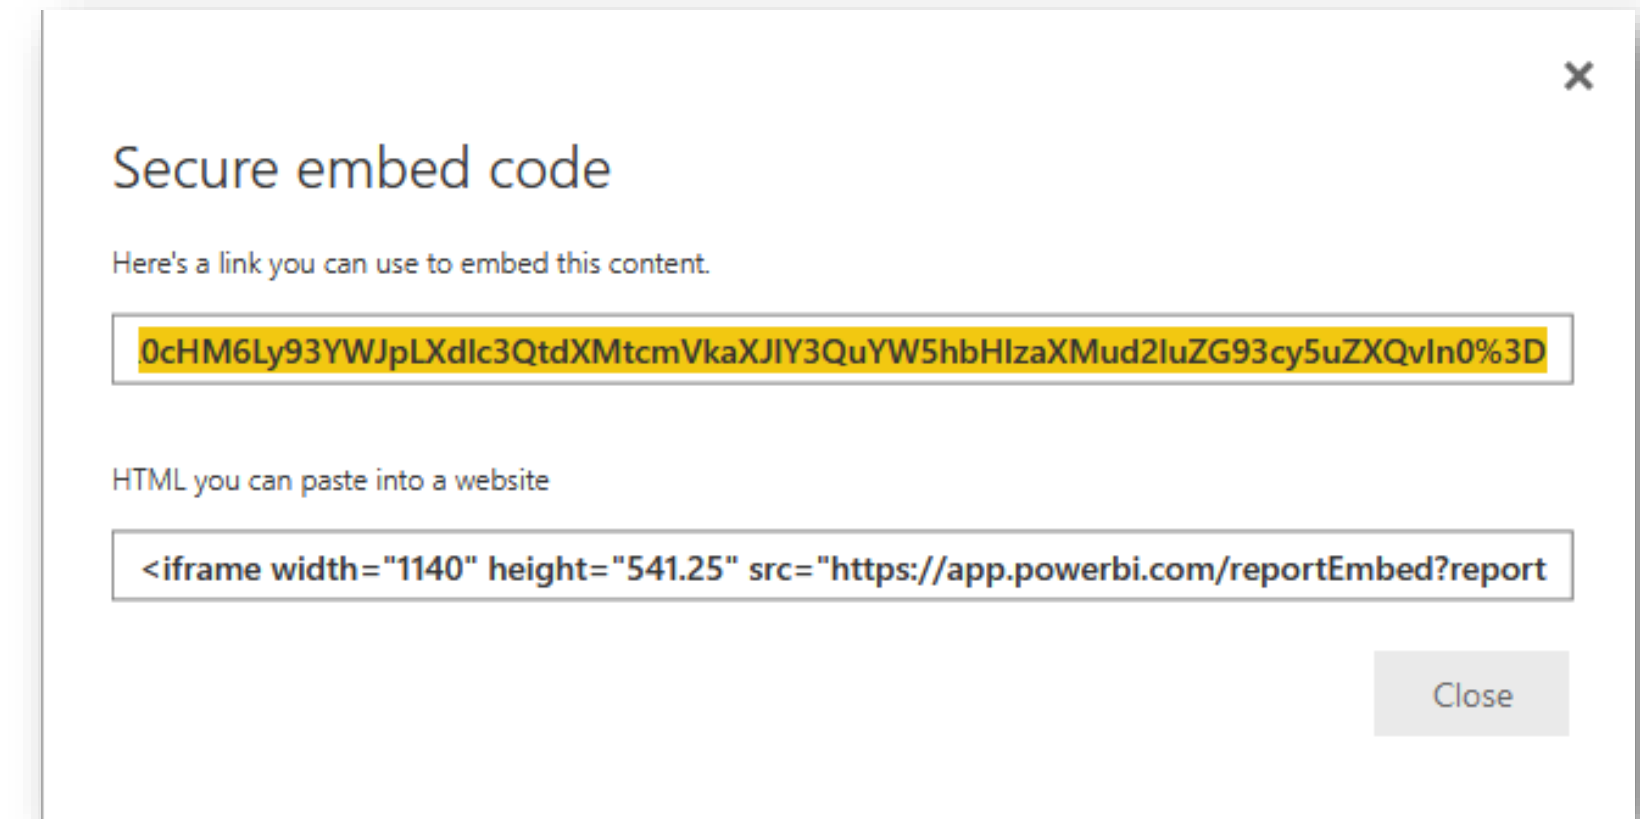 Secure embed code
Here's a link you can use to embed this content.
.0cHM6Ly93YWJpLXdlc3QtdXMtcmVkaXJlY3QuYW5hbHlzaXMud2luZG93cy5uZXQvIn0%3D
HTML you can paste into a website
<iframe width="1140" height="541.25" src="https://app.powerbi.com/reportEmbed?report
Close